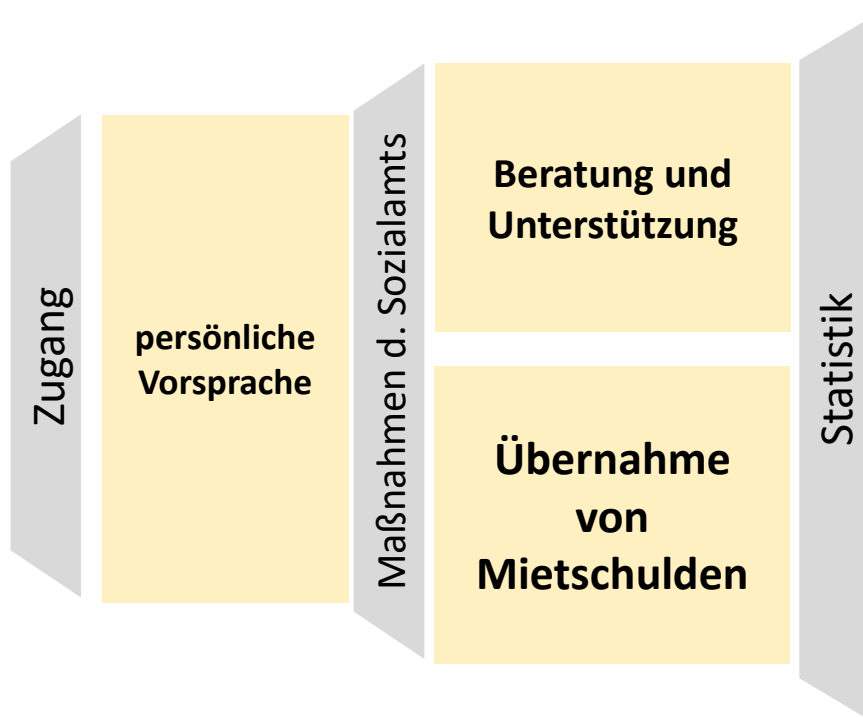 Zugang
persönliche
Vorsprache
Maßnahmen d. Sozialamts
Beratung und
Unterstützung
Übernahme
von
Mietschulden
Statistik